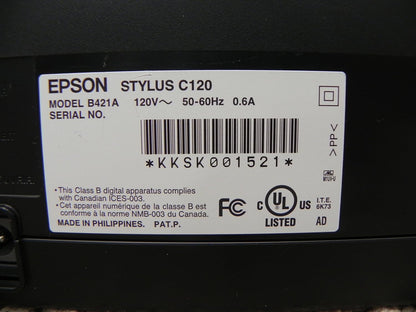 EPSON STYLUS C120
MODEL B421A 120V～ 50-60Hz 0.6A
SERIAL NO.
*KKSK001521*
>PP<
•This Class B digital apparatus complies
with Canadian ICES-003.
•Cet appareil numérique de la classe B est
conforme à la norme NMB-003 du Canada.
MADE IN PHILIPPINES. PAT.P.
FC
C UL US
LISTED
I.T.E.
6K73
AD